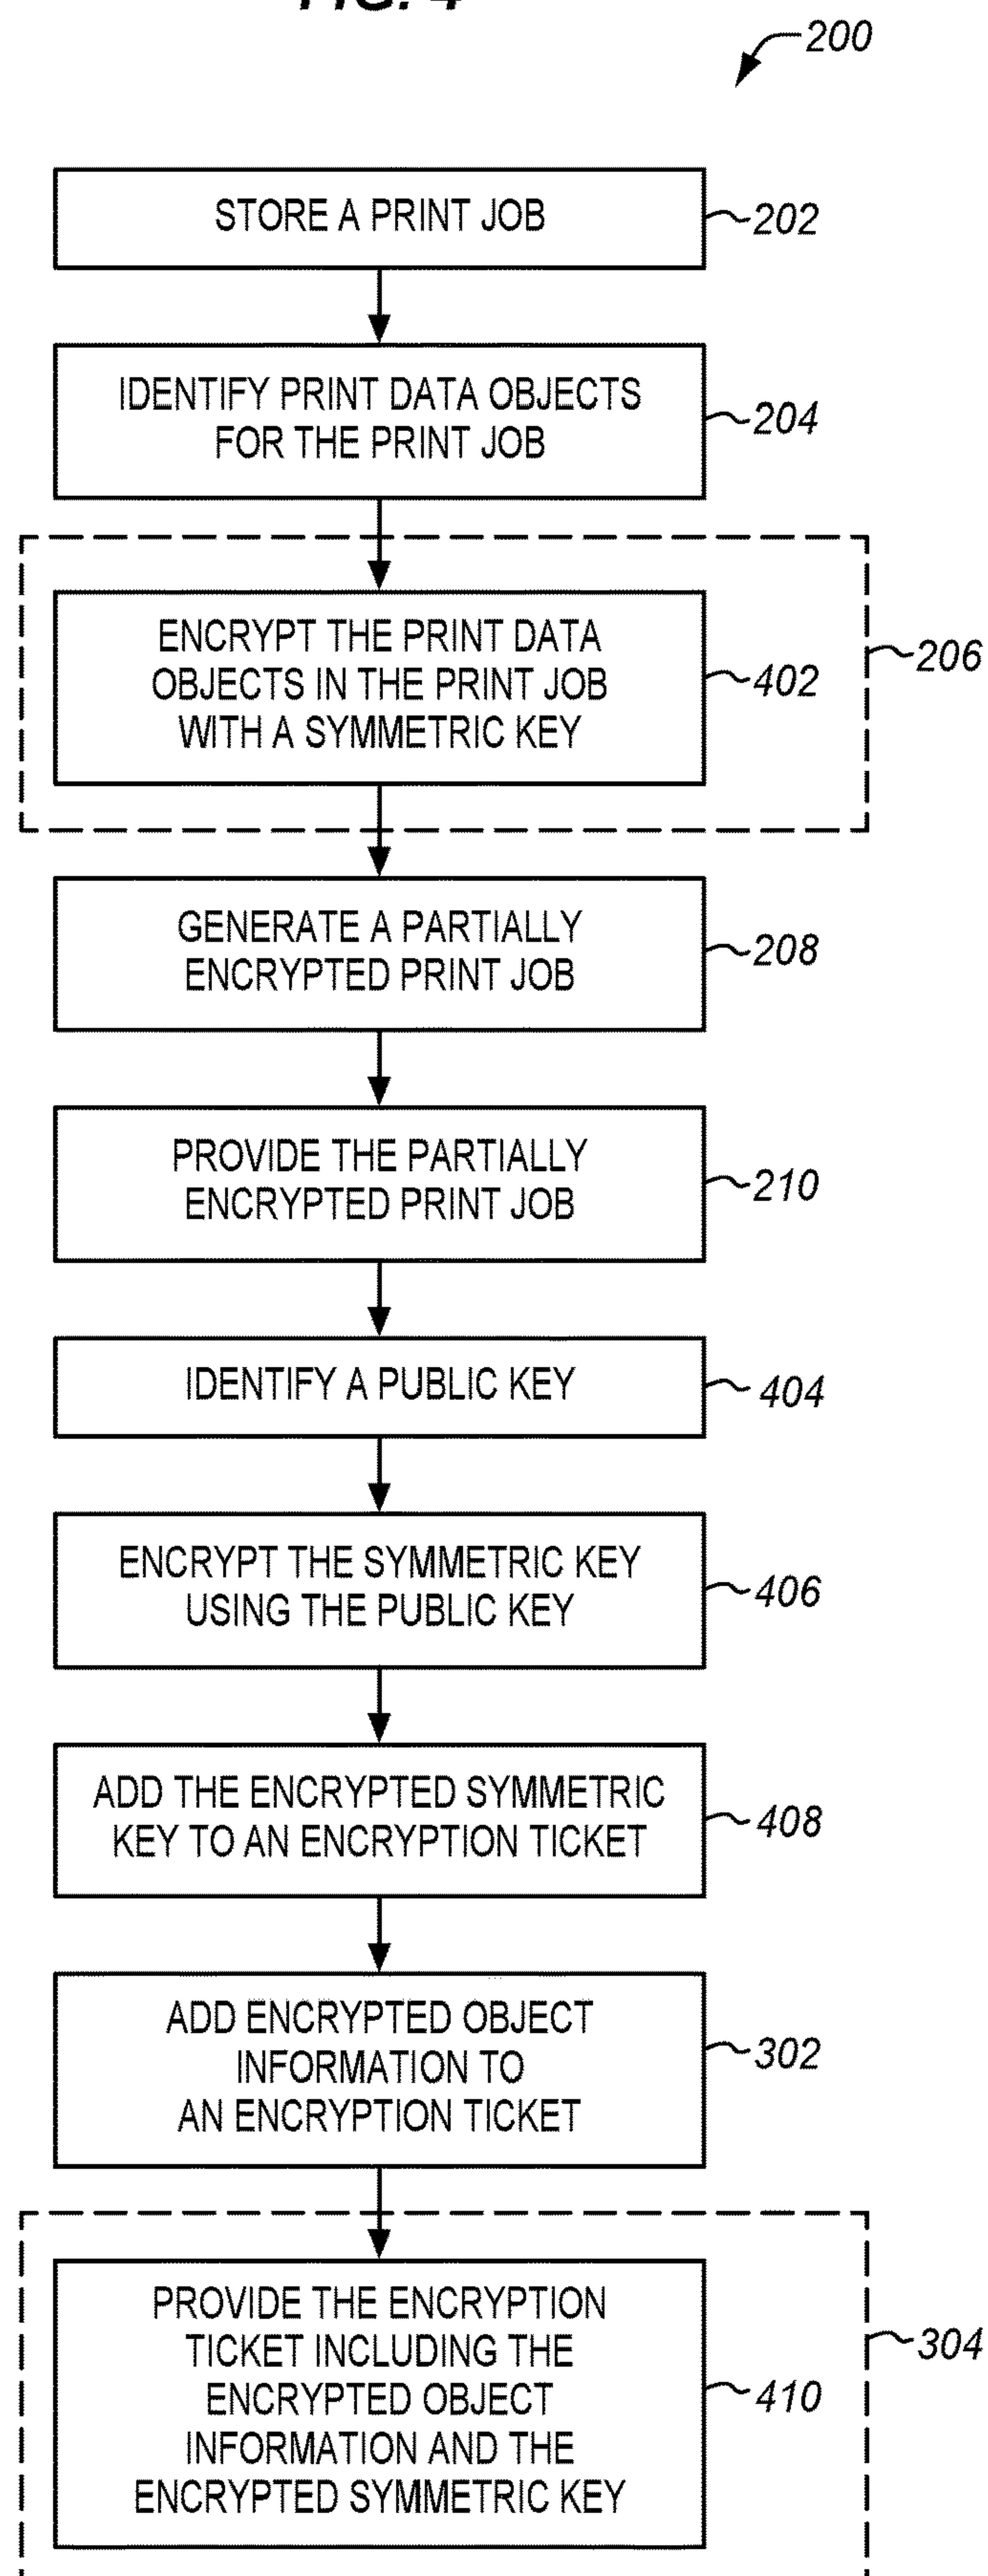 FIG. 4
200
STORE A PRINT JOB
202
IDENTIFY PRINT DATA OBJECTS
FOR THE PRINT JOB
204
ENCRYPT THE PRINT DATA
OBJECTS IN THE PRINT JOB
WITH A SYMMETRIC KEY
402
206
GENERATE A PARTIALLY
ENCRYPTED PRINT JOB
208
PROVIDE THE PARTIALLY
ENCRYPTED PRINT JOB
210
IDENTIFY A PUBLIC KEY
404
ENCRYPT THE SYMMETRIC KEY
USING THE PUBLIC KEY
406
ADD THE ENCRYPTED SYMMETRIC
KEY TO AN ENCRYPTION TICKET
408
ADD ENCRYPTED OBJECT
INFORMATION TO
AN ENCRYPTION TICKET
302
PROVIDE THE ENCRYPTION
TICKET INCLUDING THE
ENCRYPTED OBJECT
INFORMATION AND THE
ENCRYPTED SYMMETRIC KEY
410
304